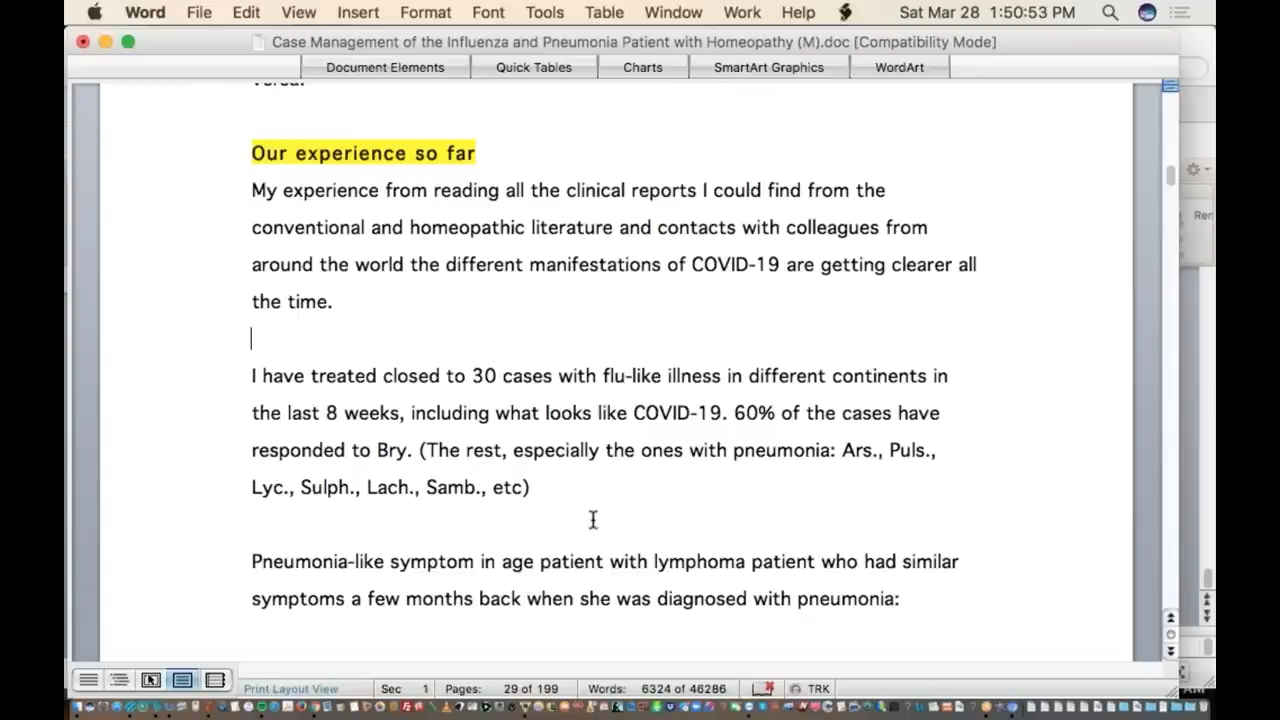 Word File Edit View Insert Format Font Tools Table Window Work Help Sat Mar 28 1:50:53 PM
Case Management of the Influenza and Pneumonia Patient with Homeopathy (M).doc [Compatibility Mode]
Document Elements Quick Tables Charts SmartArt Graphics WordArt
Our experience so far
My experience from reading all the clinical reports I could find from the
conventional and homeopathic literature and contacts with colleagues from
around the world the different manifestations of COVID-19 are getting clearer all
the time.
I have treated closed to 30 cases with flu-like illness in different continents in
the last 8 weeks, including what looks like COVID-19. 60% of the cases have
responded to Bry. (The rest, especially the ones with pneumonia: Ars., Puls.,
Lyc., Sulph., Lach., Samb., etc)
Pneumonia-like symptom in age patient with lymphoma patient who had similar
symptoms a few months back when she was diagnosed with pneumonia:
Print Layout View Sec 1 Pages: 29 of 199 Words: 6324 of 46286 TRK